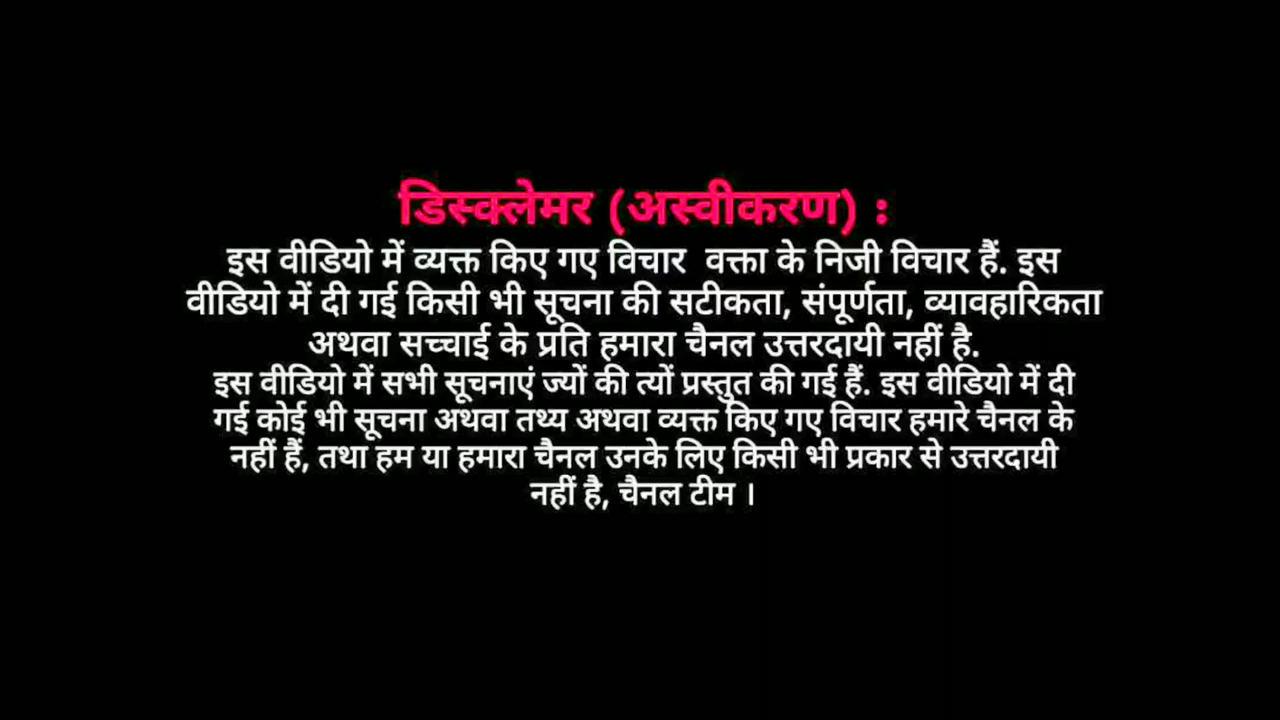 डिस्क्लेमर (अस्वीकरण) :
इस वीडियो में व्यक्त किए गए विचार वक्ता के निजी विचार हैं. इस
वीडियो में दी गई किसी भी सूचना की सटीकता, संपूर्णता, व्यावहारिकता
अथवा सच्चाई के प्रति हमारा चैनल उत्तरदायी नहीं है.
इस वीडियो में सभी सूचनाएं ज्यों की त्यों प्रस्तुत की गई हैं. इस वीडियो में दी
गई कोई भी सूचना अथवा तथ्य अथवा व्यक्त किए गए विचार हमारे चैनल के
नहीं हैं, तथा हम या हमारा चैनल उनके लिए किसी भी प्रकार से उत्तरदायी
नहीं है, चैनल टीम ।